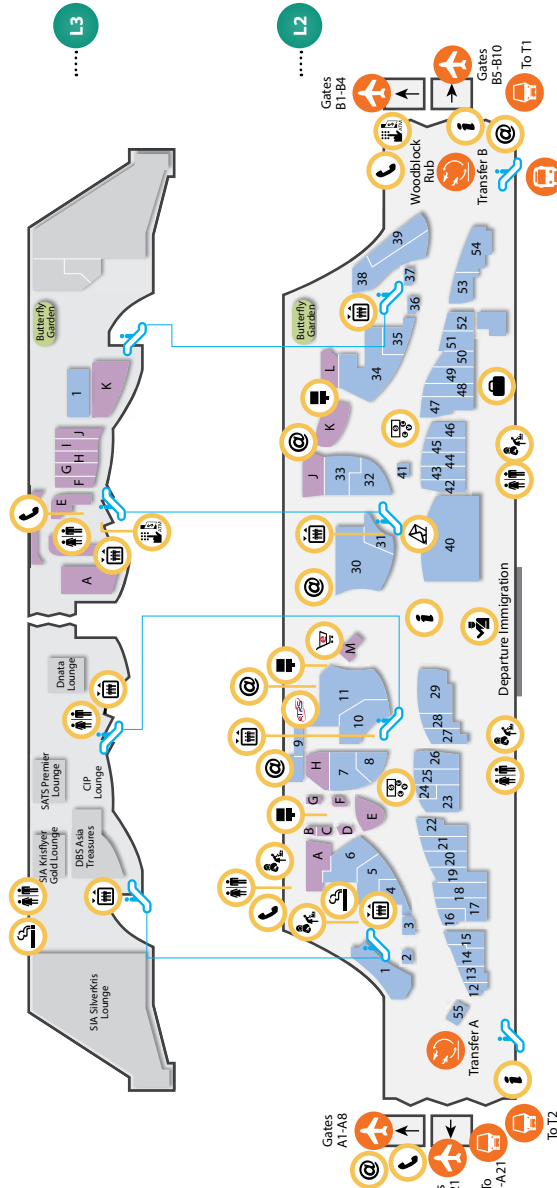 L3
L2
Butterfly
Garden
1
K
J
I
H
G
F
E
A
ATM
Dnata
Lounge
SATS Premier
Lounge
CIP
Lounge
SIA Krisflyer
Gold Lounge
DBS Asia
Treasures
SIA SilverKris
Lounge
Gates
B1-B4
Gates
B5-B10
To T1
ATM
i
@
Woodblock
Rub
Transfer B
Butterfly
Garden
39
38
37
36
35
34
L
K
@
54
53
52
51
50
49
48
47
46
45
44
43
42
41
40
J
33
32
31
30
@
i
Departure Immigration
M
11
10
9
@
@
H
7
8
G
F
E
B
C
D
A
6
5
4
3
2
1
29
28
27
26
25
24
23
22
21
20
19
18
17
16
15
14
13
12
55
Transfer A
i
Gates
A1-A8
@
To T2
To